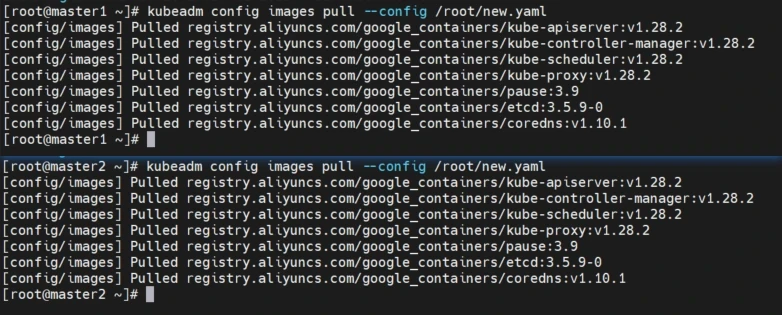 [root@master1 ~]# kubeadm config images pull --config /root/new.yaml
[config/images] Pulled registry.aliyuncs.com/google_containers/kube-apiserver:v1.28.2
[config/images] Pulled registry.aliyuncs.com/google_containers/kube-controller-manager:v1.28.2
[config/images] Pulled registry.aliyuncs.com/google_containers/kube-scheduler:v1.28.2
[config/images] Pulled registry.aliyuncs.com/google_containers/kube-proxy:v1.28.2
[config/images] Pulled registry.aliyuncs.com/google_containers/pause:3.9
[config/images] Pulled registry.aliyuncs.com/google_containers/etcd:3.5.9-0
[config/images] Pulled registry.aliyuncs.com/google_containers/coredns:v1.10.1
[root@master1 ~]#
[root@master2 ~]# kubeadm config images pull --config /root/new.yaml
[config/images] Pulled registry.aliyuncs.com/google_containers/kube-apiserver:v1.28.2
[config/images] Pulled registry.aliyuncs.com/google_containers/kube-controller-manager:v1.28.2
[config/images] Pulled registry.aliyuncs.com/google_containers/kube-scheduler:v1.28.2
[config/images] Pulled registry.aliyuncs.com/google_containers/kube-proxy:v1.28.2
[config/images] Pulled registry.aliyuncs.com/google_containers/pause:3.9
[config/images] Pulled registry.aliyuncs.com/google_containers/etcd:3.5.9-0
[config/images] Pulled registry.aliyuncs.com/google_containers/coredns:v1.10.1
[root@master2 ~]#